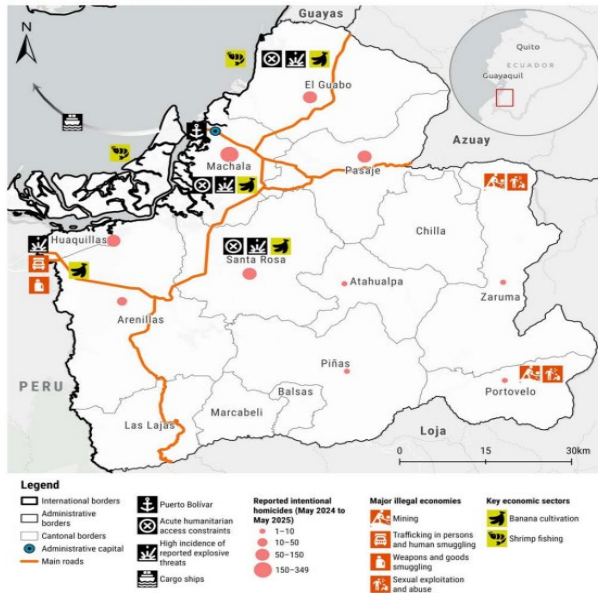 Guayas
N
Quito
ECUADOR
Guayaquil
El Guabo
Azuay
Machala
Pasaje
Huaquillas
Chilla
Santa Rosa
Atahualpa
Zaruma
Arenillas
Piñas
PERU
Balsas
Portovelo
Marcabelí
Las Lajas
Loja
0 15 30km
Legend
International borders
Administrative
borders
Cantonal borders
Administrative capital
Main roads
Puerto Bolívar
Acute humanitarian
access constraints
High incidence of
reported explosive
threats
Cargo ships
Reported intentional
homicides (May 2024 to
May 2025)
1–10
10–50
50–150
150–349
Major illegal economies
Mining
Trafficking in persons
and human smuggling
Weapons and goods
smuggling
Sexual exploitation
and abuse
Key economic sectors
Banana cultivation
Shrimp fishing